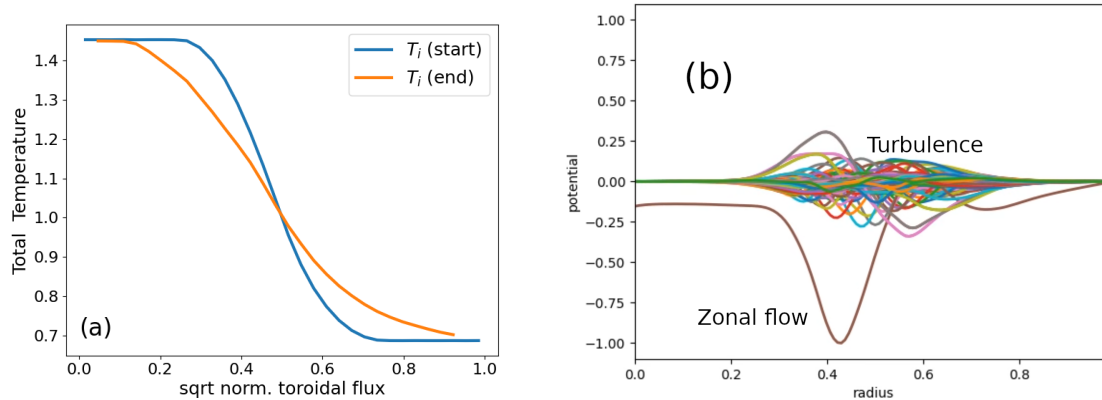 1.4
1.3
1.2
1.1
1.0
0.9
0.8
0.7
Total Temperature
T_i (start)
T_i (end)
(a)
0.0 0.2 0.4 0.6 0.8 1.0
sqrt norm. toroidal flux
1.00
0.75
0.50
0.25
0.00
−0.25
−0.50
−0.75
−1.00
potential
(b)
Turbulence
Zonal flow
0.0 0.2 0.4 0.6 0.8
radius